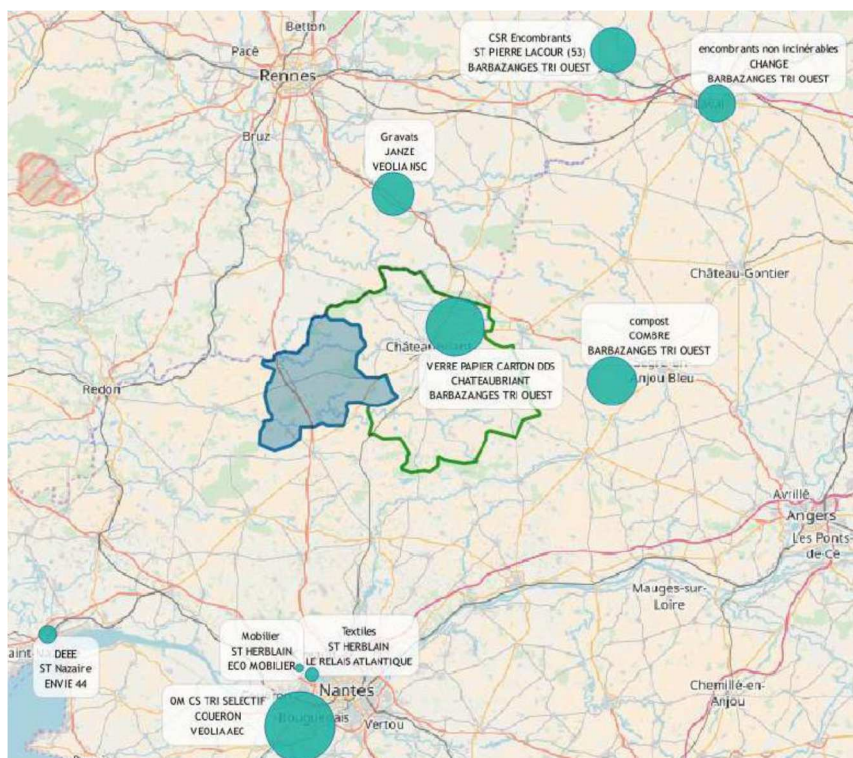 Betton
Pacé
Rennes
Bruz
CSR Encombrants
ST PIERRE LACOUR (53)
BARBAZANGES TRI OUEST
encombrants non incinérables
CHANGE
BARBAZANGES TRI OUEST
Gravats
JANZE
VEOLIA NSC
Château-Gontier
compost
COMBRE
BARBAZANGES TRI OUEST
Anjou Bleu
VERRE PAPIER CARTON DDS
CHATEAUBRIANT
BARBAZANGES TRI OUEST
Redon
Avrillé
Angers
Les Ponts-
de-Cé
Mauges-sur-
Loire
DEEE
ST Nazaire
ENVIE 44
Mobilier
ST HERBLAIN
ECO MOBILIER
Textiles
ST HERBLAIN
LE RELAIS ATLANTIQUE
Nantes
Chemillé-en-
Anjou
OM CS TRI SELECTIF
COUERON
VEOLIA AEC
Vertou